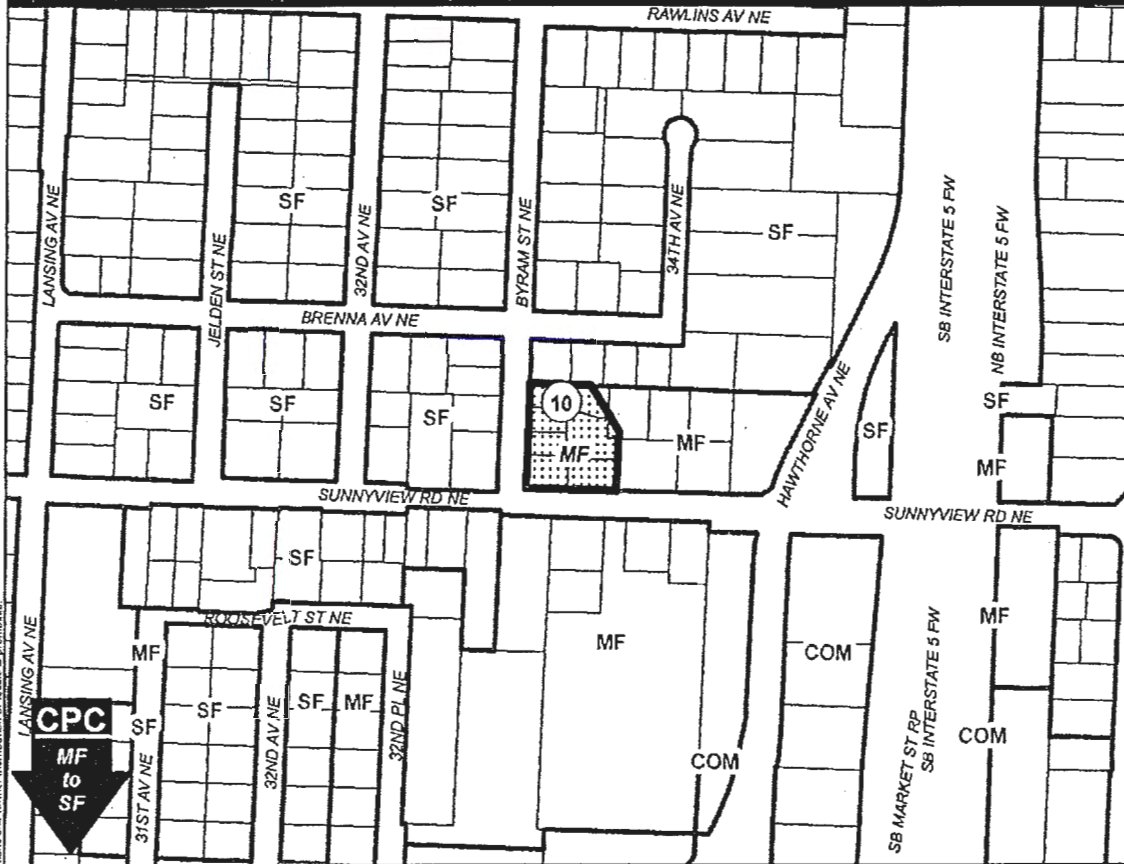 RAWLINS AV NE
LANSING AV NE
JELDEN ST NE
SF
32ND AV NE
SF
BYRAM ST NE
34TH AV NE
SF
SB INTERSTATE 5 FW
NB INTERSTATE 5 FW
BRENNA AV NE
SF
SF
SF
10
MF
MF
HAWTHORNE AV NE
SF
SF
MF
SUNNYVIEW RD NE
SUNNYVIEW RD NE
SF
ROOSEVELT ST NE
MF
MF
COM
MF
LANSING AV NE
CPC
MF
to
SF
SF
31ST AV NE
SF
32ND AV NE
SF
MF
32ND PL NE
COM
SB MARKET ST RP
SB INTERSTATE 5 FW
COM